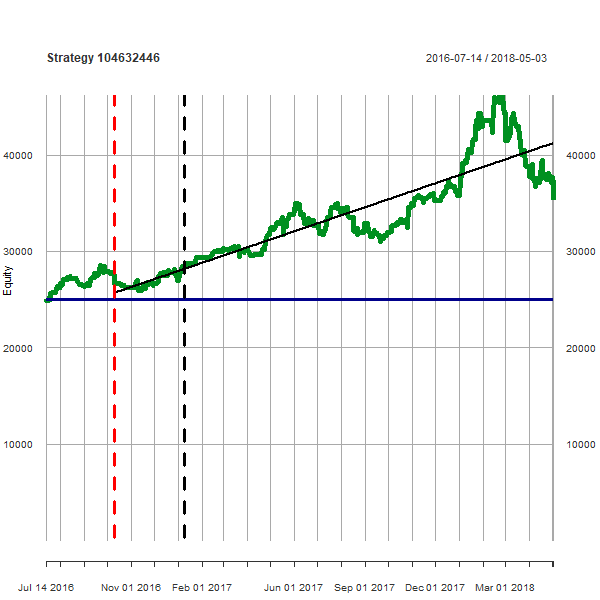 Strategy 104632446
2016-07-14 / 2018-05-03
40000
40000
30000
30000
Equity
20000
20000
10000
10000
Jul 14 2016
Nov 01 2016
Feb 01 2017
Jun 01 2017
Sep 01 2017
Dec 01 2017
Mar 01 2018